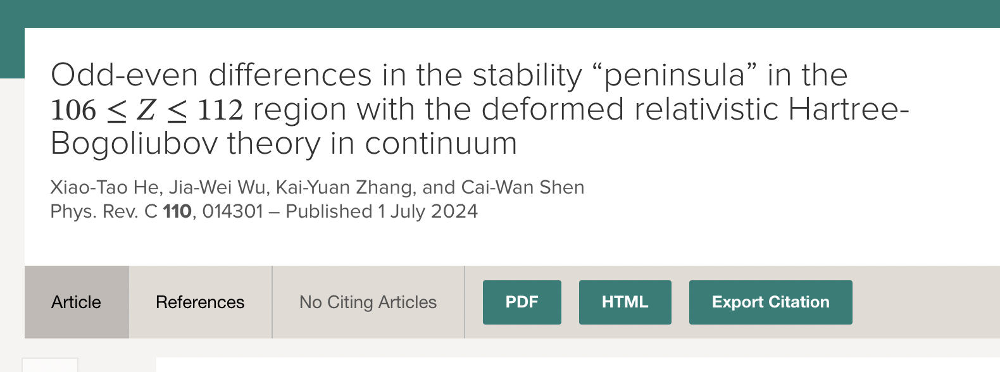 Odd-even differences in the stability “peninsula” in the
106 ≤ Z ≤ 112 region with the deformed relativistic Hartree-
Bogoliubov theory in continuum
Xiao-Tao He, Jia-Wei Wu, Kai-Yuan Zhang, and Cai-Wan Shen
Phys. Rev. C 110, 014301 – Published 1 July 2024
Article References No Citing Articles PDF HTML Export Citation